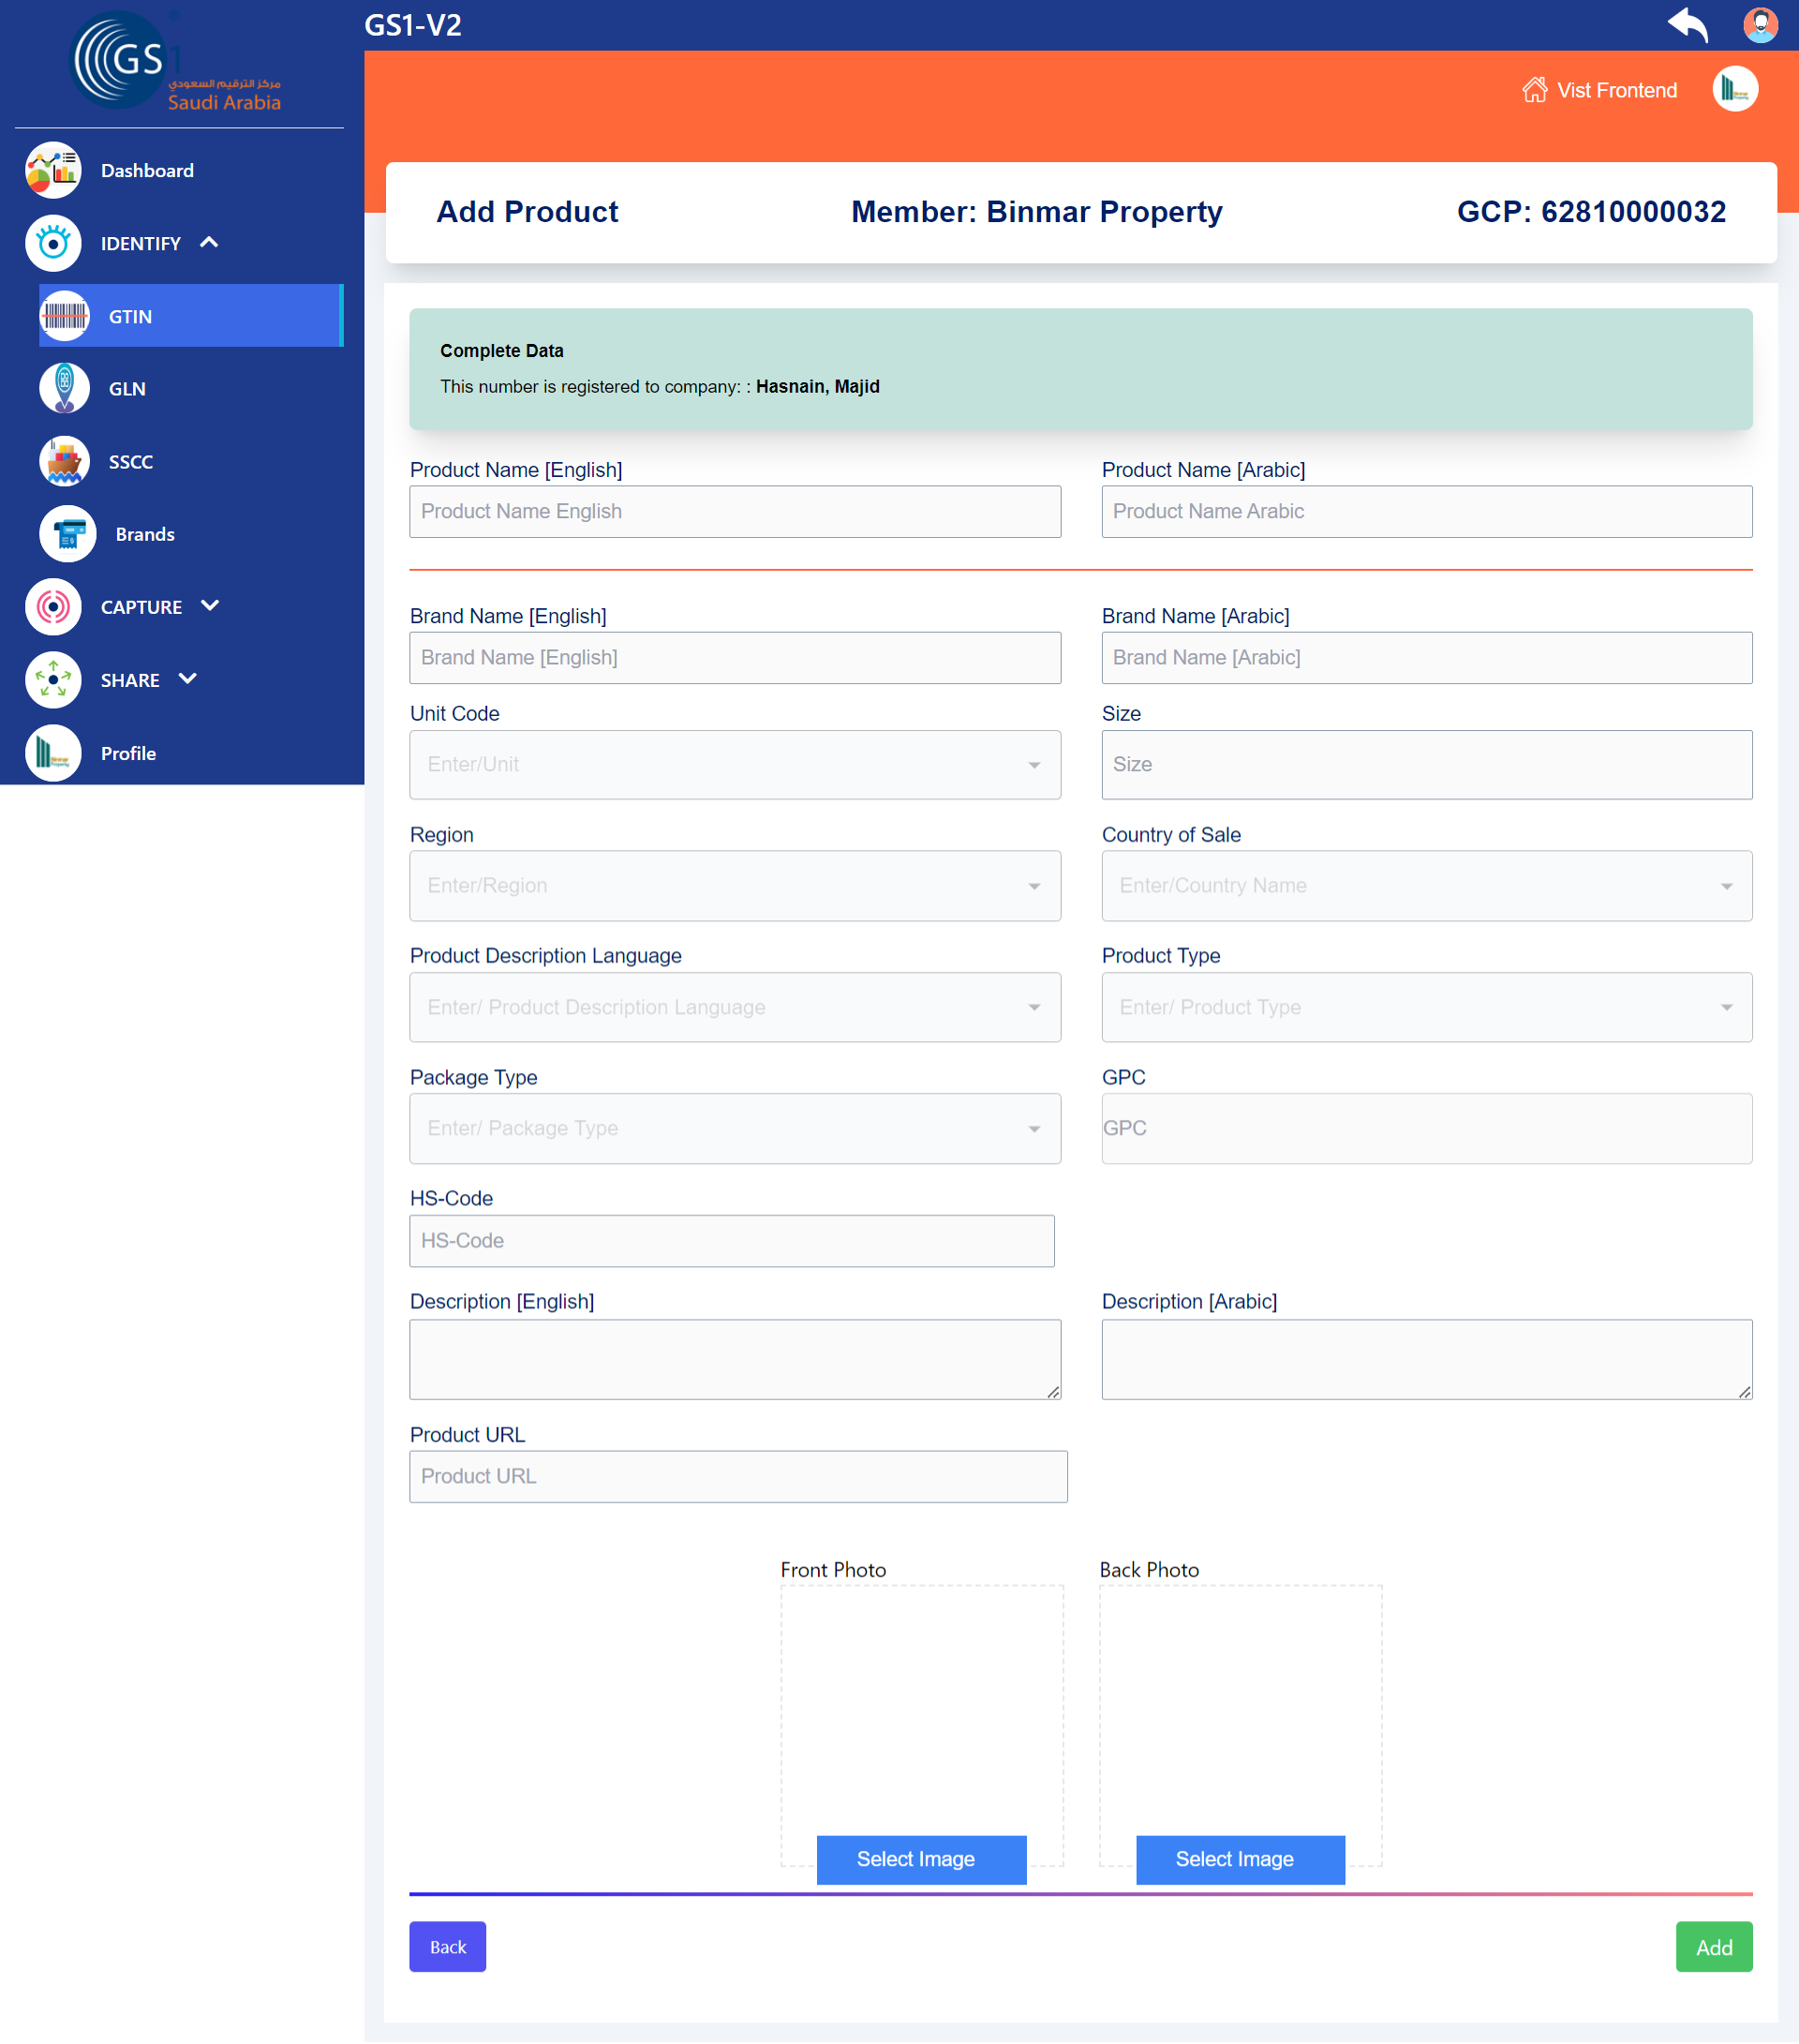 GS1
مركز الترقيم السعودي
Saudi Arabia
GS1-V2
Vist Frontend
Dashboard
IDENTIFY
GTIN
GLN
SSCC
Brands
CAPTURE
SHARE
Profile
Add Product
Member: Binmar Property
GCP: 62810000032
Complete Data
This number is registered to company: : Hasnain, Majid
Product Name [English]
Product Name English
Product Name [Arabic]
Product Name Arabic
Brand Name [English]
Brand Name [English]
Brand Name [Arabic]
Brand Name [Arabic]
Unit Code
Enter/Unit
Size
Size
Region
Enter/Region
Country of Sale
Enter/Country Name
Product Description Language
Enter/ Product Description Language
Product Type
Enter/ Product Type
Package Type
Enter/ Package Type
GPC
GPC
HS-Code
HS-Code
Description [English]
Description [Arabic]
Product URL
Product URL
Front Photo
Back Photo
Select Image
Select Image
Back
Add